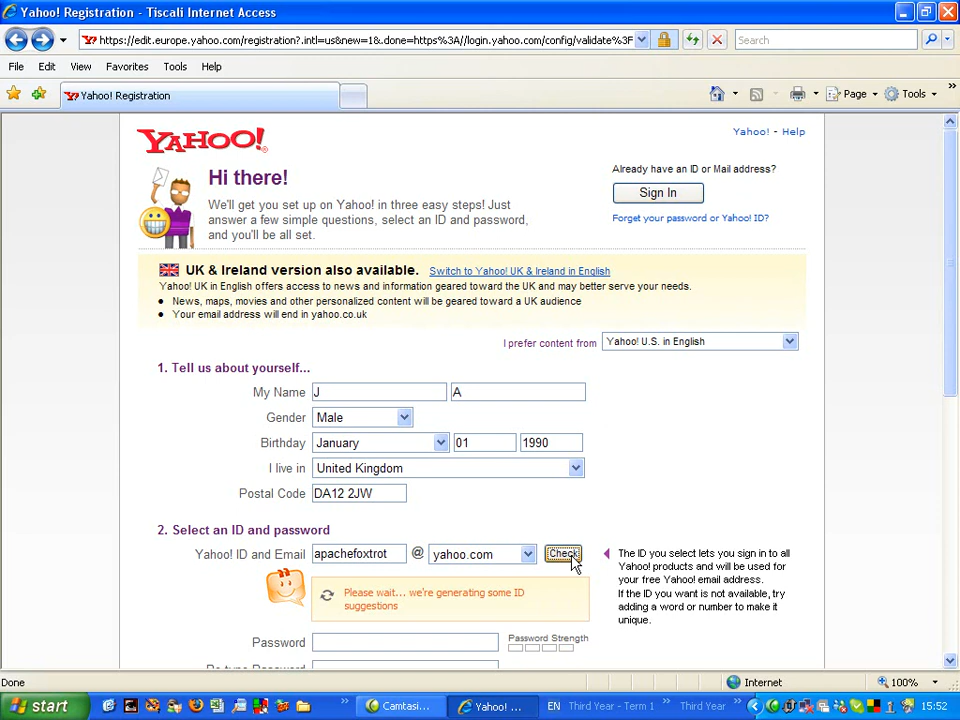 Yahoo! Registration - Tiscali Internet Access
https://edit.europe.yahoo.com/registration?.intl=us&new=1&.done=https%3A//login.yahoo.com/config/validate%3F
Search
File Edit View Favorites Tools Help
Yahoo! Registration
Page Tools
YAHOO!
Yahoo! - Help
Hi there!
We'll get you set up on Yahoo! in three easy steps! Just
answer a few simple questions, select an ID and password,
and you'll be all set.
Already have an ID or Mail address?
Sign In
Forget your password or Yahoo! ID?
UK & Ireland version also available. Switch to Yahoo! UK & Ireland in English
Yahoo! UK in English offers access to news and information geared toward the UK and may better serve your needs.
News, maps, movies and other personalized content will be geared toward a UK audience
Your email address will end in yahoo.co.uk
I prefer content from Yahoo! U.S. in English
1. Tell us about yourself...
My Name J A
Gender Male
Birthday January 01 1990
I live in United Kingdom
Postal Code DA12 2JW
2. Select an ID and password
Yahoo! ID and Email apachefoxtrot @ yahoo.com Check
The ID you select lets you sign in to all
Yahoo! products and will be used for
your free Yahoo! email address.
If the ID you want is not available, try
adding a word or number to make it
unique.
Please wait... we're generating some ID
suggestions
Password
Password Strength
Re-type Password
Done
Internet
100%
start
Camtasi...
Yahoo! ...
EN
Third Year - Term 1
Third Year
15:52